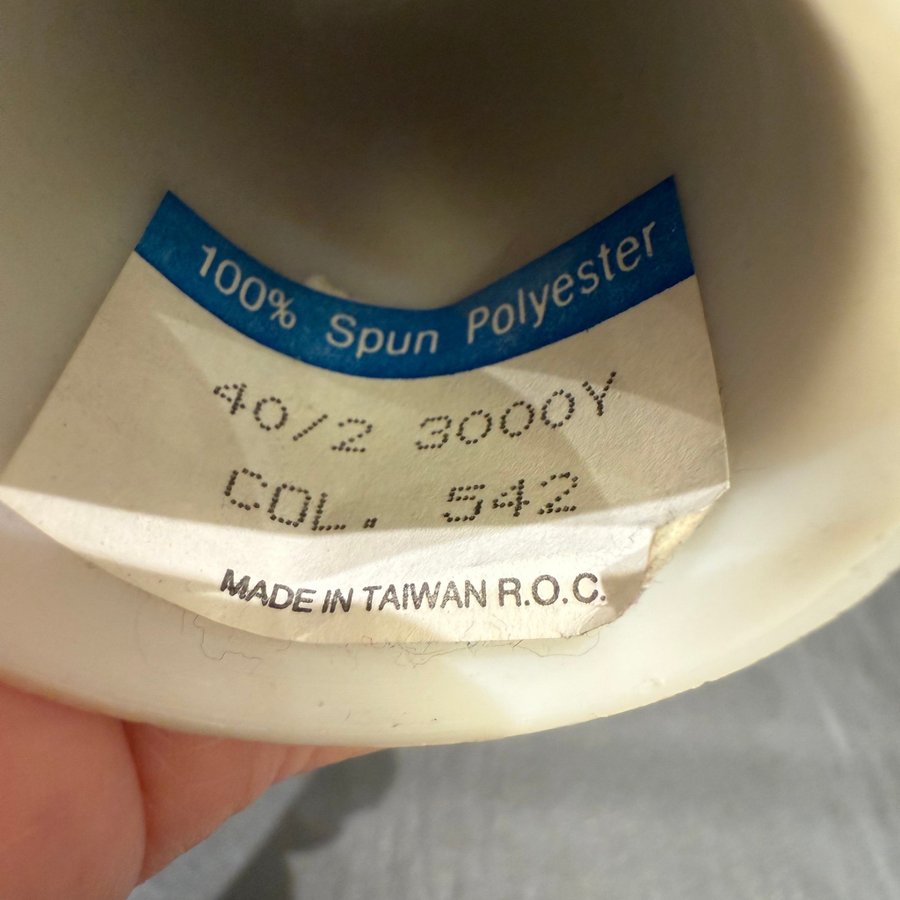 100% Spun Polyester
40/2 3000Y
COL. 542
MADE IN TAIWAN R.O.C.